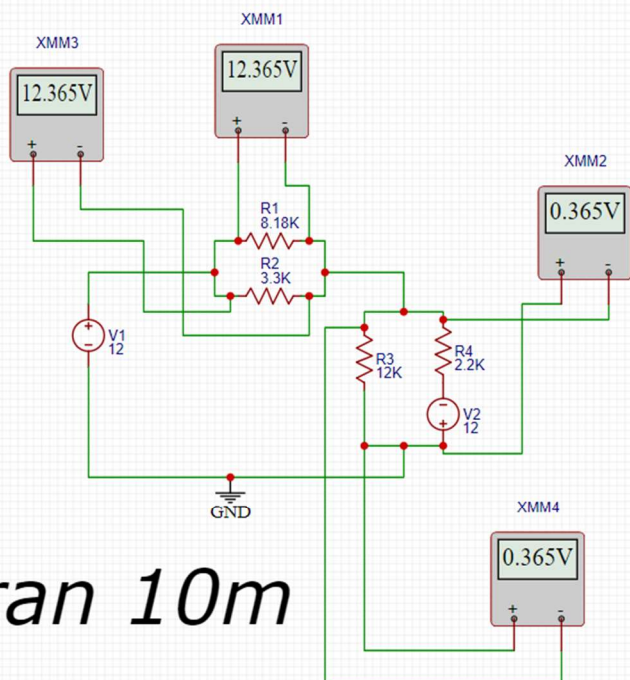 XMM1
XMM3
12.365V
12.365V
+ -
+ -
XMM2
0.365V
+ -
R1
8.18K
R2
3.3K
+
-
V1
12
R3
12K
R4
2.2K
-
+
V2
12
GND
XMM4
0.365V
+ -
ran 10m